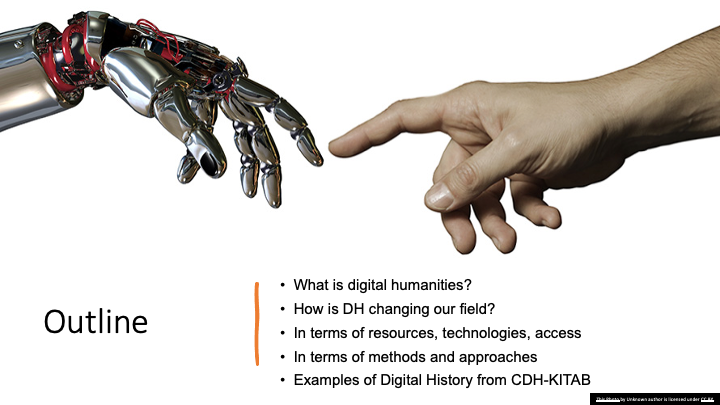 Outline
• What is digital humanities?
• How is DH changing our field?
• In terms of resources, technologies, access
• In terms of methods and approaches
• Examples of Digital History from CDH-KITAB
This Photo by Unknown author is licensed under CC BY.